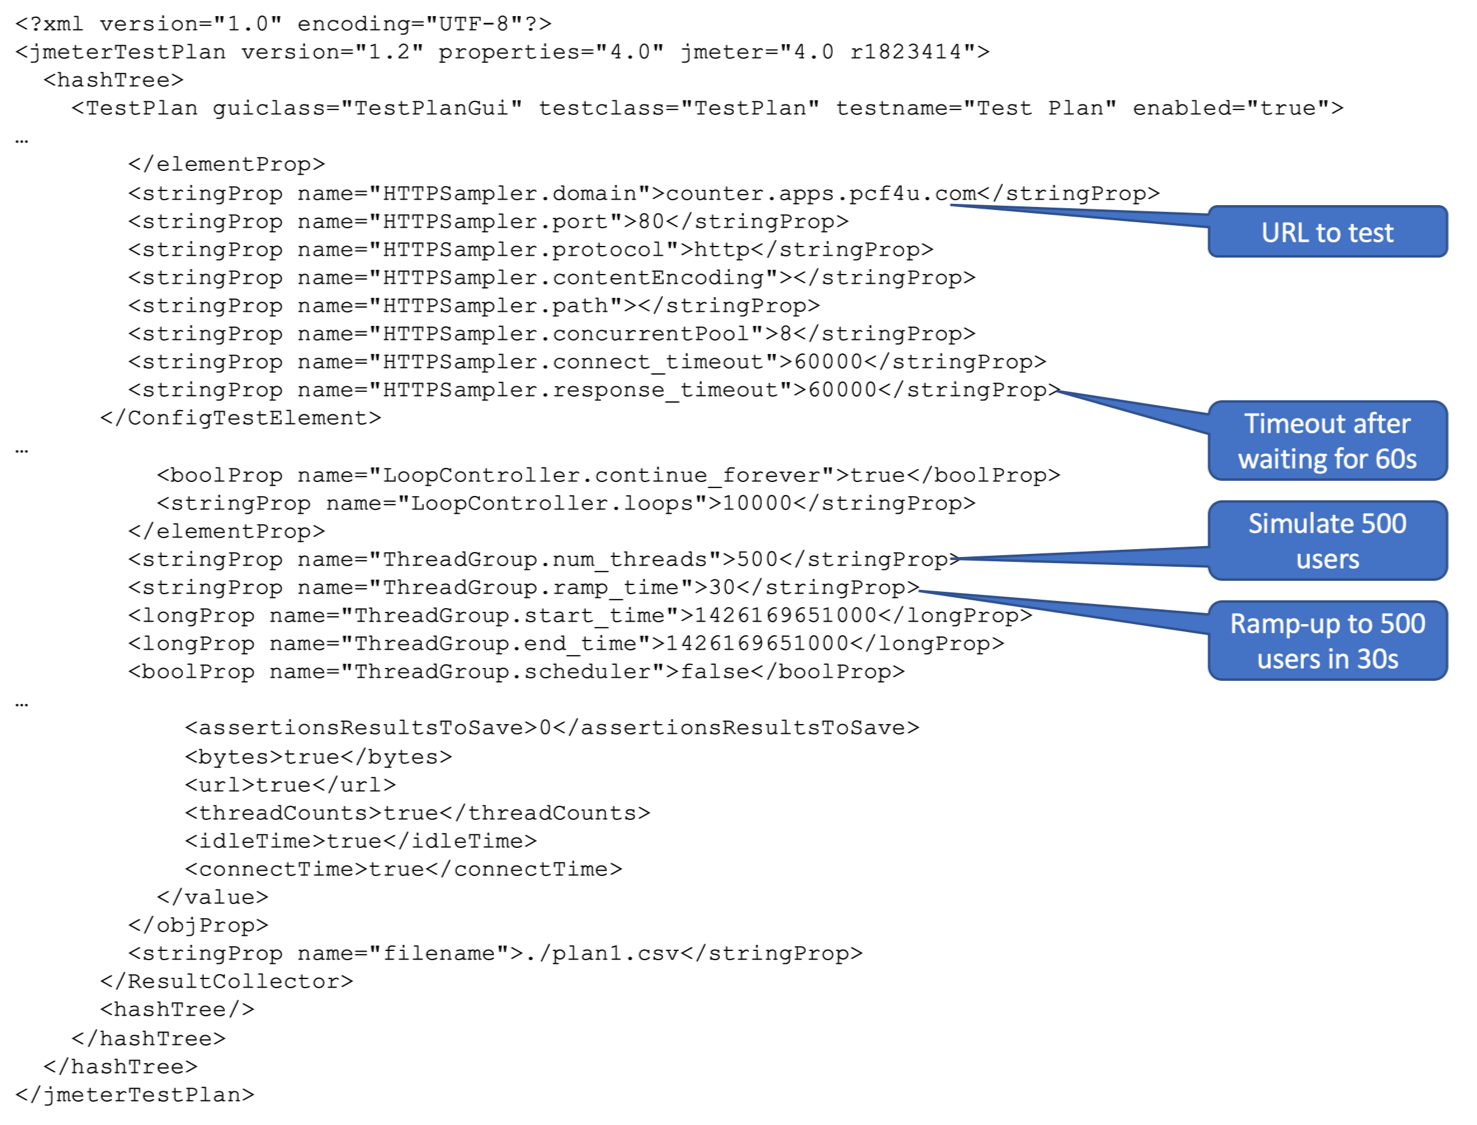 <?xml version="1.0" encoding="UTF-8"?>
<jmeterTestPlan version="1.2" properties="4.0" jmeter="4.0 r1823414">
  <hashTree>
    <TestPlan guiclass="TestPlanGui" testclass="TestPlan" testname="Test Plan" enabled="true">
…
        </elementProp>
        <stringProp name="HTTPSampler.domain">counter.apps.pcf4u.com</stringProp>
        <stringProp name="HTTPSampler.port">80</stringProp>
URL to test
        <stringProp name="HTTPSampler.protocol">http</stringProp>
        <stringProp name="HTTPSampler.contentEncoding"></stringProp>
        <stringProp name="HTTPSampler.path"></stringProp>
        <stringProp name="HTTPSampler.concurrentPool">8</stringProp>
        <stringProp name="HTTPSampler.connect_timeout">60000</stringProp>
        <stringProp name="HTTPSampler.response_timeout">60000</stringProp>
      </ConfigTestElement>
Timeout after
waiting for 60s
…
          <boolProp name="LoopController.continue_forever">true</boolProp>
          <stringProp name="LoopController.loops">10000</stringProp>
        </elementProp>
Simulate 500
users
        <stringProp name="ThreadGroup.num_threads">500</stringProp>
        <stringProp name="ThreadGroup.ramp_time">30</stringProp>
        <longProp name="ThreadGroup.start_time">1426169651000</longProp>
        <longProp name="ThreadGroup.end_time">1426169651000</longProp>
        <boolProp name="ThreadGroup.scheduler">false</boolProp>
Ramp-up to 500
users in 30s
…
            <assertionsResultsToSave>0</assertionsResultsToSave>
            <bytes>true</bytes>
            <url>true</url>
            <threadCounts>true</threadCounts>
            <idleTime>true</idleTime>
            <connectTime>true</connectTime>
          </value>
        </objProp>
        <stringProp name="filename">./plan1.csv</stringProp>
      </ResultCollector>
      <hashTree/>
    </hashTree>
  </hashTree>
</jmeterTestPlan>